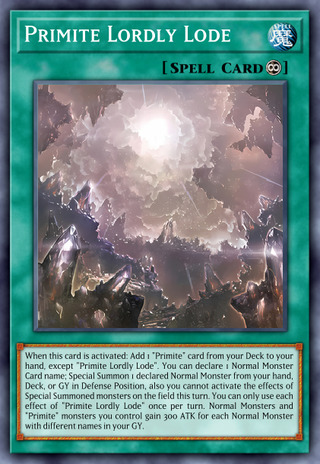 Primite Lordly Lode
[Spell Card]
When this card is activated: Add 1 "Primite" card from your Deck to your
hand, except "Primite Lordly Lode". You can declare 1 Normal Monster
Card name; Special Summon 1 declared Normal Monster from your hand,
Deck, or GY in Defense Position, also you cannot activate the effects of
Special Summoned monsters on the field this turn. You can only use each
effect of "Primite Lordly Lode" once per turn. Normal Monsters and
"Primite" monsters you control gain 300 ATK for each Normal Monster
with different names in your GY.